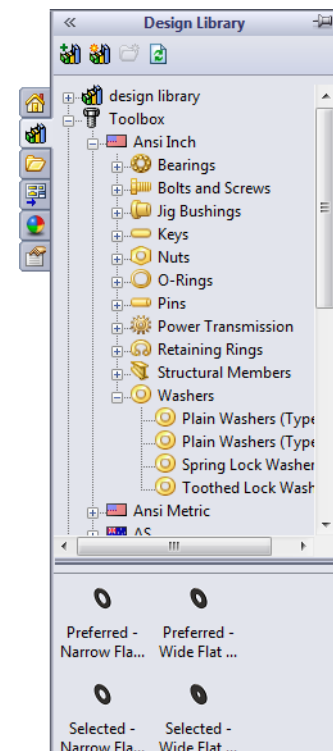 Design Library
design library
Toolbox
Ansi Inch
Bearings
Bolts and Screws
Jig Bushings
Keys
Nuts
O-Rings
Pins
Power Transmission
Retaining Rings
Structural Members
Washers
Plain Washers (Type
Plain Washers (Type
Spring Lock Washer
Toothed Lock Wash
Ansi Metric
AS
Preferred - Preferred -
Narrow Fla... Wide Flat ...
Selected - Selected -
Narrow Fla... Wide Flat ...